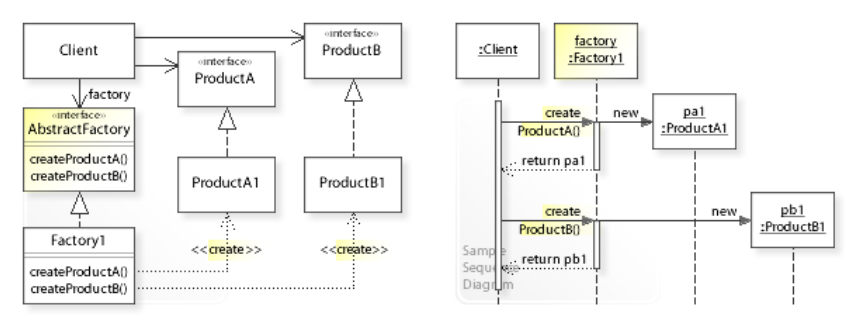 Client
«interface»
ProductB
«interface»
ProductA
factory
«interface»
AbstractFactory
createProductA()
createProductB()
ProductA1
ProductB1
Factory1
createProductA()
createProductB()
<<create>>
<<create>>
:Client
factory
:Factory1
create
ProductA()
new
pa1
:ProductA1
return pa1
create
ProductB()
new
pb1
:ProductB1
return pb1
Sample
Sequence
Diagram